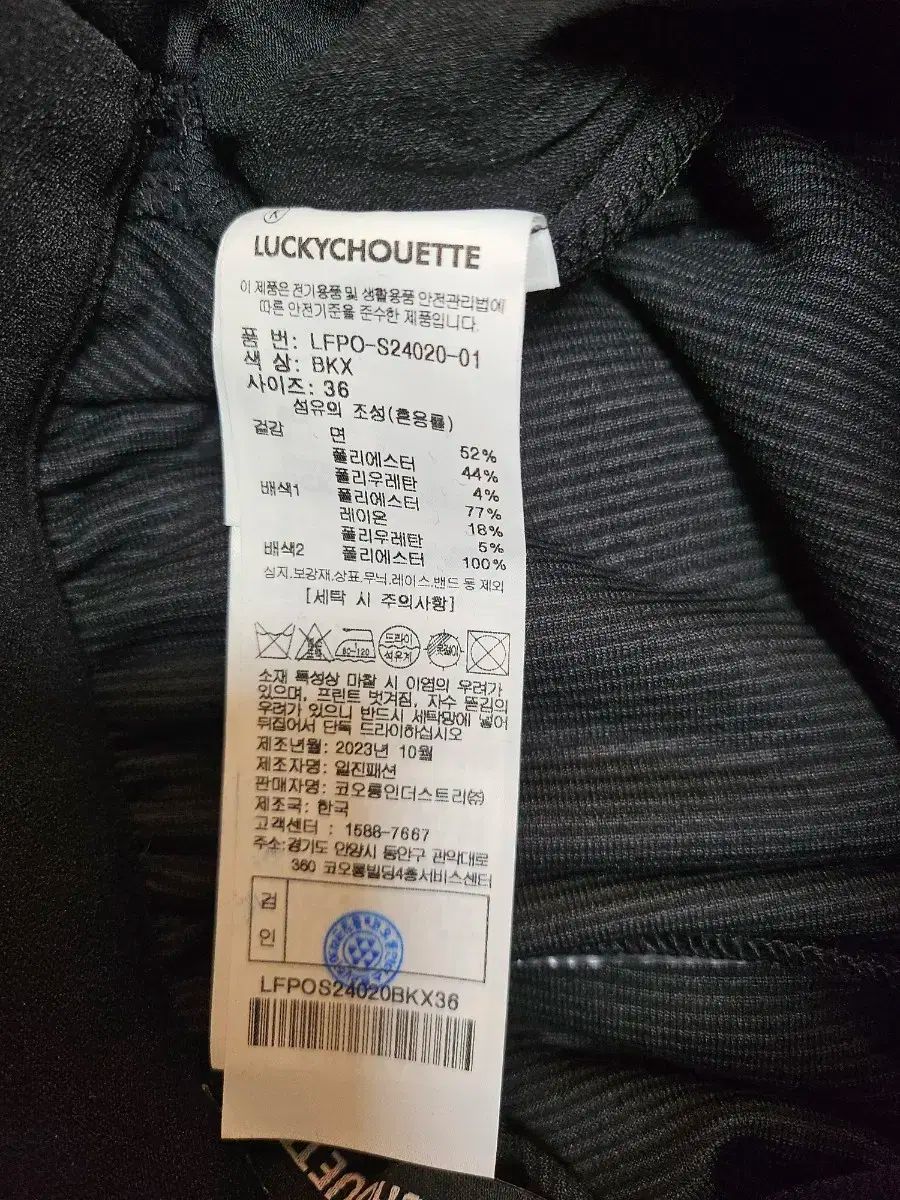 LUCKYCHOUETTE
이 제품은 전기용품 및 생활용품 안전관리법에
따른 안전기준을 준수한 제품입니다.
품 번: LFPO-S24020-01
색 상: BKX
사이즈: 36
섬유의 조성(혼용률)
겉감 면 52%
폴리에스터 44%
폴리우레탄 4%
배색1 폴리에스터 77%
레이온 18%
폴리우레탄 5%
배색2 폴리에스터 100%
심지.보강재.상표.무늬.레이스.밴드 등 제외
[세탁 시 주의사항]
80-120 드라이
석유계
소재 특성상 마찰 시 이염의 우려가
있으며, 프린트 벗겨짐, 자수 뜯김의
우려가 있으니 반드시 세탁망에 넣어
뒤집어서 단독 드라이하십시오
제조년월: 2023년 10월
제조자명: 일진패션
판매자명: 코오롱인더스트리㈜
제조국: 한국
고객센터 : 1588-7667
주소:경기도 안양시 동안구 관악대로
360 코오롱빌딩4층서비스센터
검
인
LFPOS24020BKX36